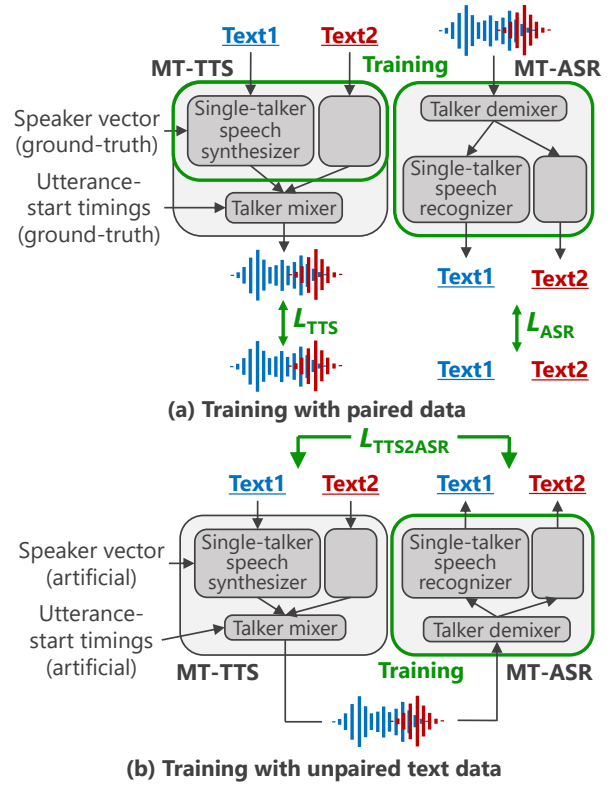 Text1 Text2
MT-TTS Training MT-ASR
Speaker vector
(ground-truth)
Single-talker
speech
synthesizer
Talker demixer
Utterance-
start timings
(ground-truth)
Talker mixer
Single-talker
speech
recognizer
Text1 Text2
L TTS
L ASR
Text1 Text2
(a) Training with paired data
L TTS2ASR
Text1 Text2 Text1 Text2
Speaker vector
(artificial)
Single-talker
speech
synthesizer
Single-talker
speech
recognizer
Utterance-
start timings
(artificial)
Talker mixer
Talker demixer
MT-TTS Training MT-ASR
(b) Training with unpaired text data